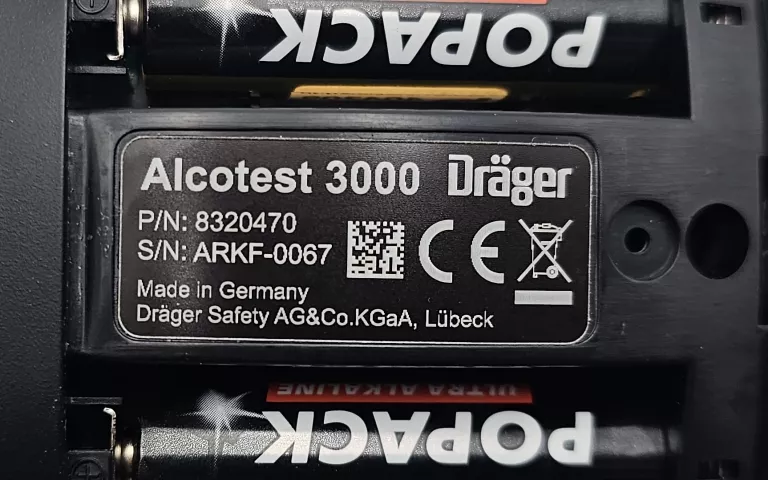 POPACK
Alcotest 3000 Dräger
P/N: 8320470
S/N: ARKF-0067
CE
Made in Germany
Dräger Safety AG&Co.KGaA, Lübeck
ULTRA ALKALINE
POPACK